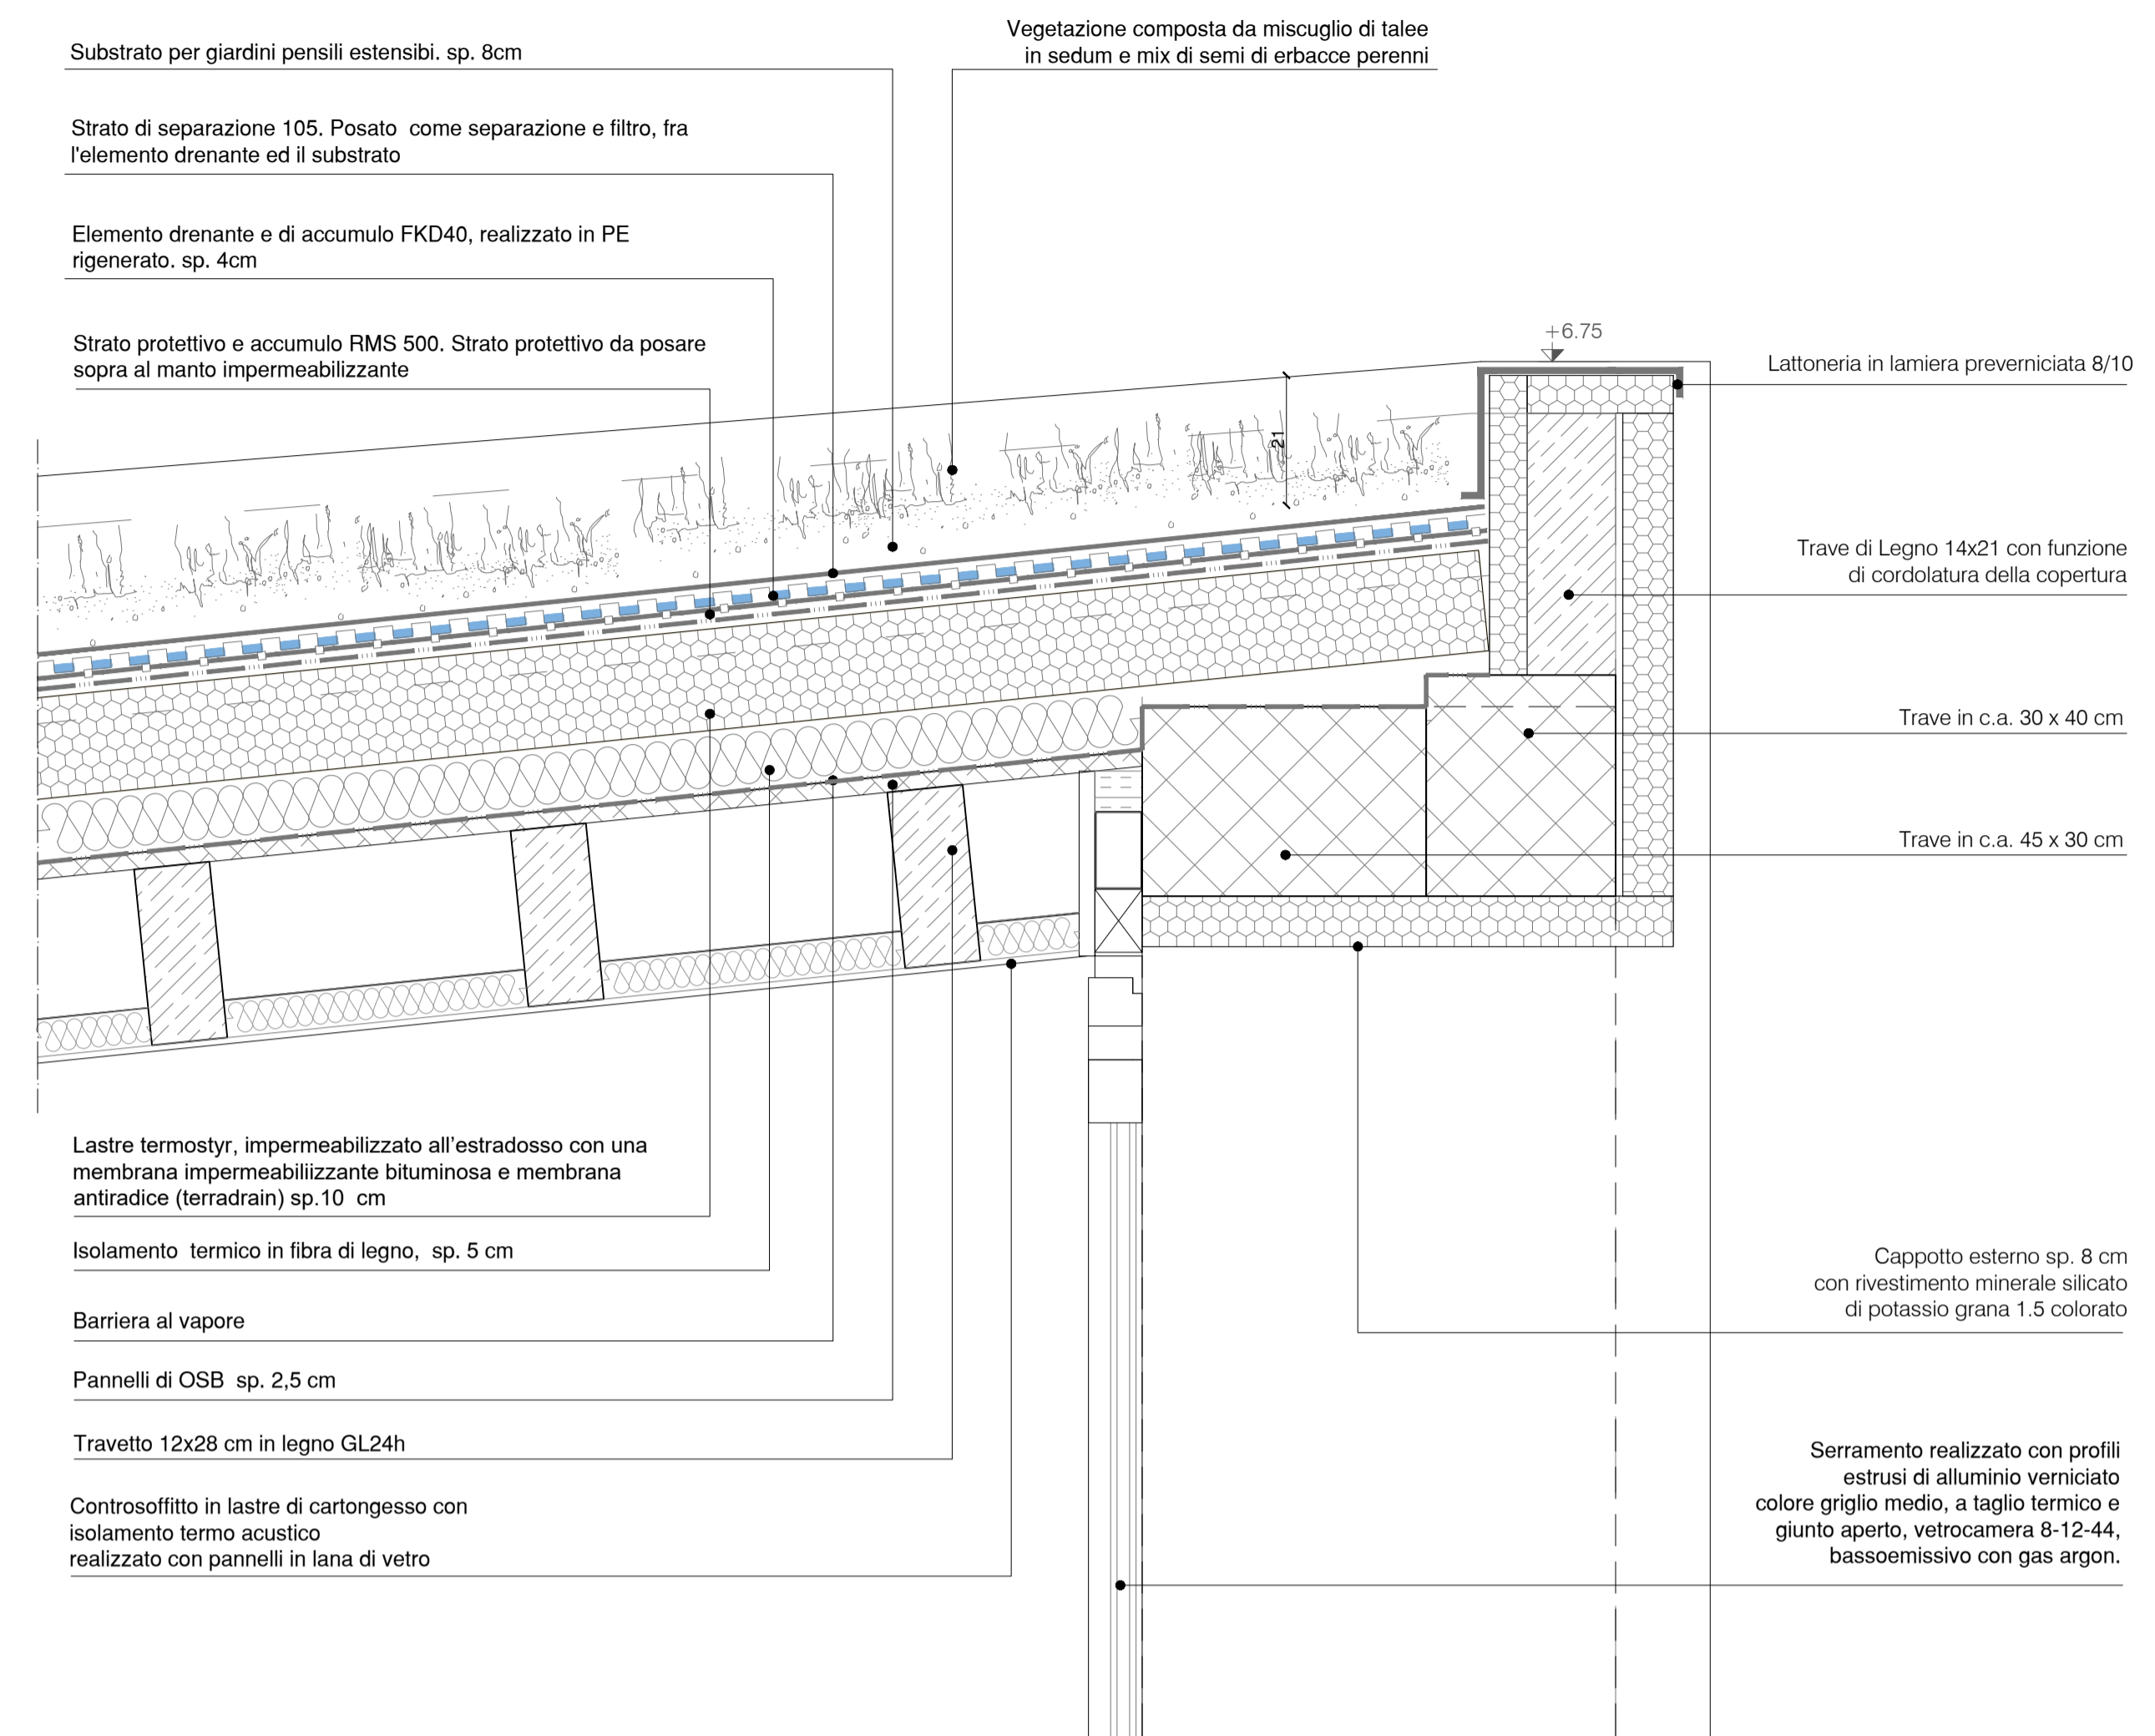 Substrato per giardini pensili estensibi. sp. 8cm
Vegetazione composta da miscuglio di talee
in sedum e mix di semi di erbacce perenni
Strato di separazione 105. Posato  come separazione e filtro, fra
l'elemento drenante ed il substrato
Elemento drenante e di accumulo FKD40, realizzato in PE
rigenerato. sp. 4cm
Strato protettivo e accumulo RMS 500. Strato protettivo da posare
sopra al manto impermeabilizzante
+6.75
21
Lattoneria in lamiera preverniciata 8/10
Trave di Legno 14x21 con funzione
di cordolatura della copertura
Trave in c.a. 30 x 40 cm
Trave in c.a. 45 x 30 cm
Lastre termostyr, impermeabilizzato all’estradosso con una
membrana impermeabiliizzante bituminosa e membrana
antiradice (terradrain) sp.10  cm
Isolamento  termico in fibra di legno,  sp. 5 cm
Barriera al vapore
Pannelli di OSB  sp. 2,5 cm
Travetto 12x28 cm in legno GL24h
Controsoffitto in lastre di cartongesso con
isolamento termo acustico
realizzato con pannelli in lana di vetro
Cappotto esterno sp. 8 cm
con rivestimento minerale silicato
di potassio grana 1.5 colorato
Serramento realizzato con profili
estrusi di alluminio verniciato
colore griglio medio, a taglio termico e
giunto aperto, vetrocamera 8-12-44,
bassoemissivo con gas argon.